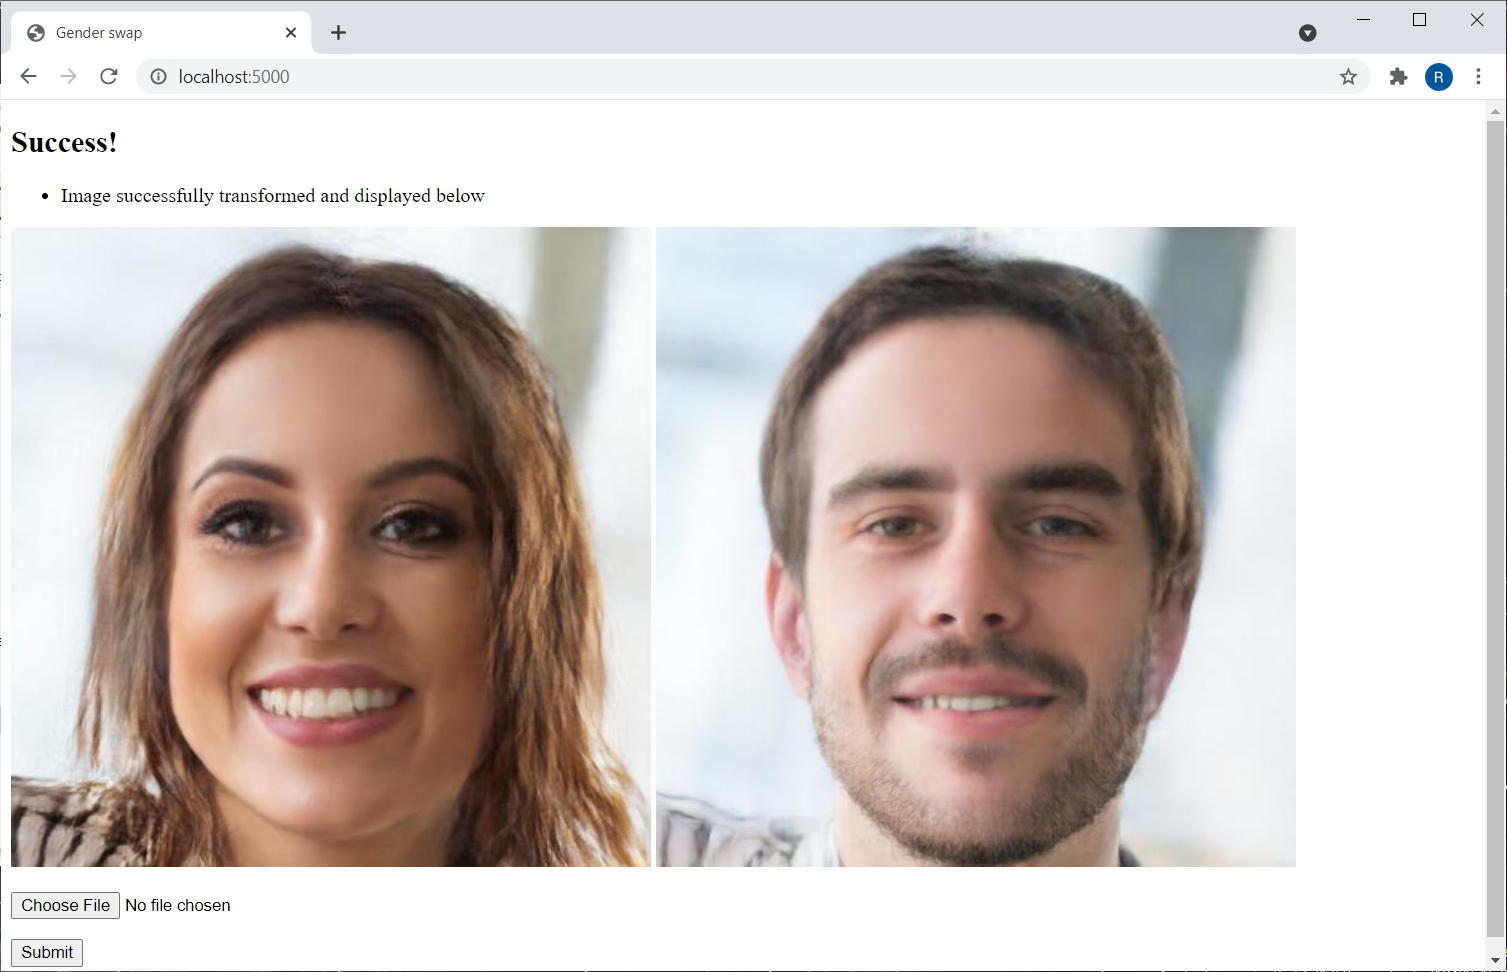 Gender swap
localhost:5000
R
Success!
Image successfully transformed and displayed below
Choose File No file chosen
Submit